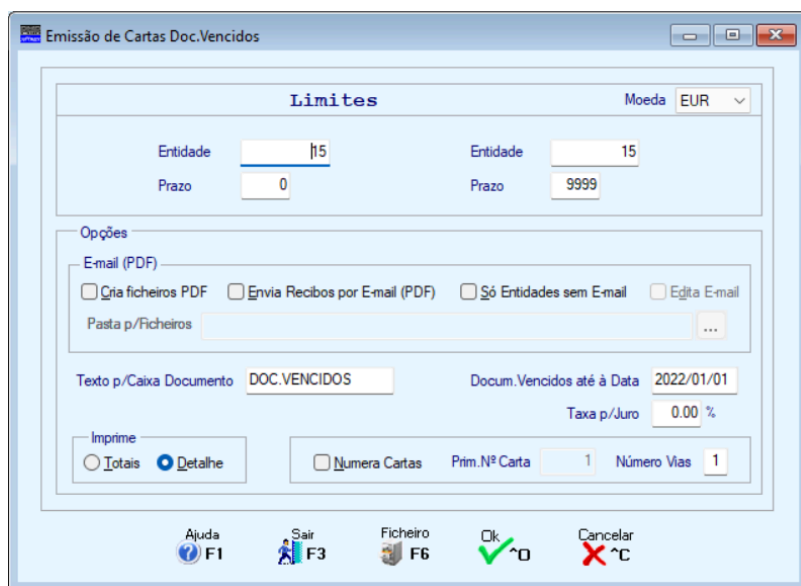 Emissão de Cartas Doc.Vencidos
Limites
Moeda EUR
Entidade 15 Entidade 15
Prazo 0 Prazo 9999
Opções
E-mail (PDF)
Cria ficheiros PDF Envia Recibos por E-mail (PDF) Só Entidades sem E-mail Edita E-mail
Pasta p/Ficheiros ...
Texto p/Caixa Documento DOC.VENCIDOS Docum.Vencidos até à Data 2022/01/01
Taxa p/Juro 0.00 %
Imprime
Totais Detalhe Numera Cartas Prim.Nº Carta 1 Número Vias 1
Ajuda Sair Ficheiro Ok Cancelar
F1 F3 F6 ^O ^C